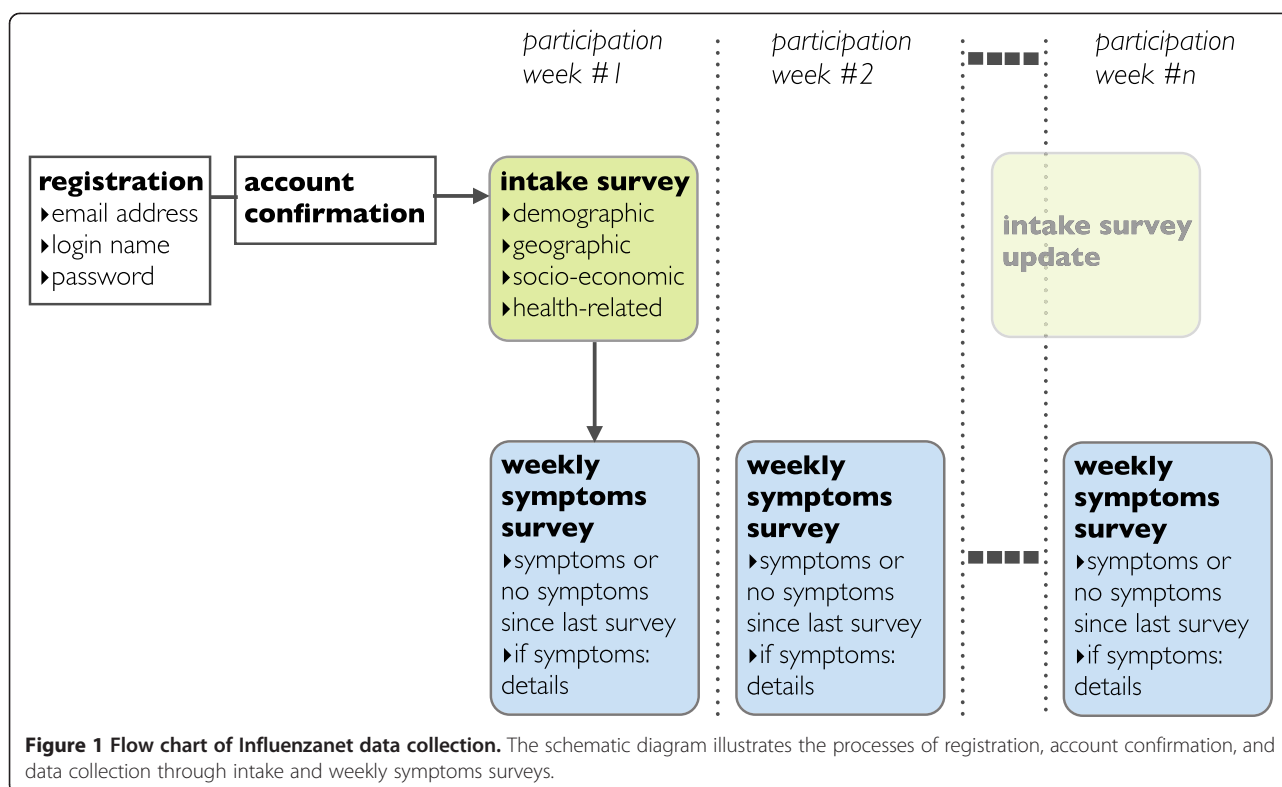 participation
week #1
participation
week #2
participation
week #n
registration
▸email address
▸login name
▸password
account
confirmation
intake survey
▸demographic
▸geographic
▸socio-economic
▸health-related
intake survey
update
weekly
symptoms
survey
▸symptoms or
no symptoms
since last survey
▸if symptoms:
details
weekly
symptoms
survey
▸symptoms or
no symptoms
since last survey
▸if symptoms:
details
weekly
symptoms
survey
▸symptoms or
no symptoms
since last survey
▸if symptoms:
details
Figure 1 Flow chart of Influenzanet data collection. The schematic diagram illustrates the processes of registration, account confirmation, and
data collection through intake and weekly symptoms surveys.